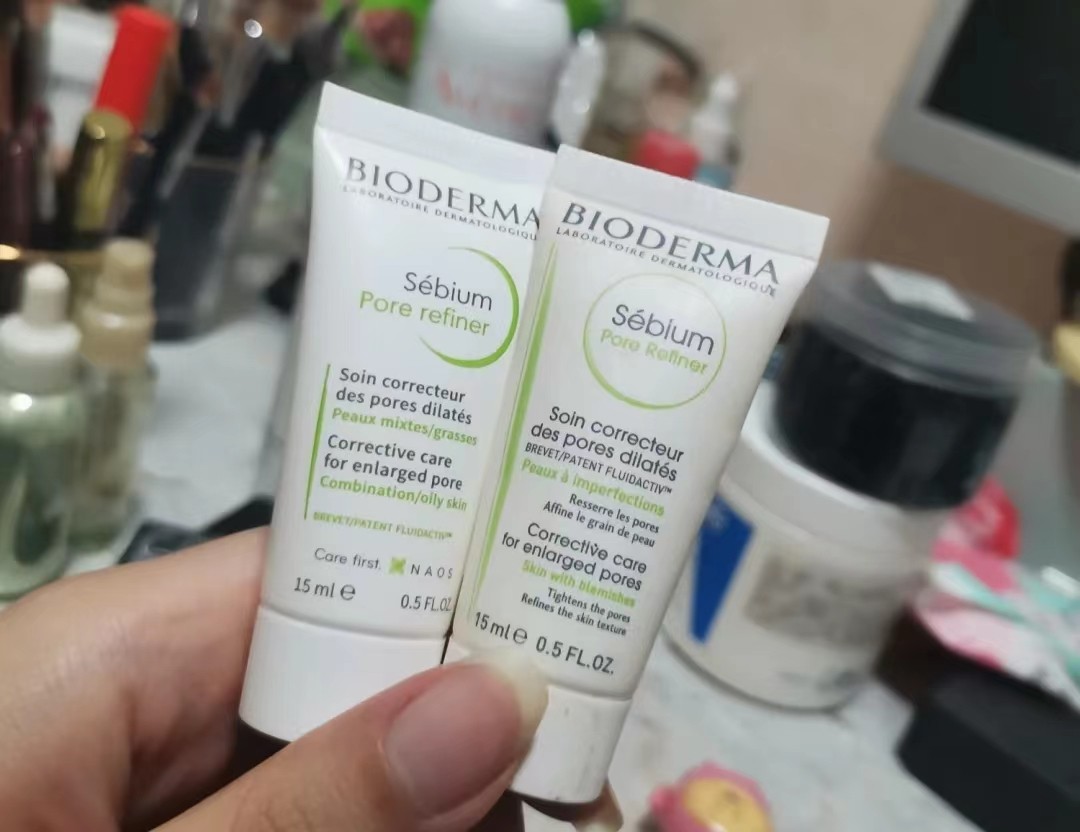 BIODERMA
LABORATOIRE DERMATOLOGIQU
Sébium
Pore refiner
Soin correcteur
des pores dilatés
Peaux mixtes/grasses
Corrective care
for enlarged pore
Combination/oily skin
BREVET/PATENT FLUIDACTIV™
Care first. NAOS
15 ml e 0.5 FL.OZ
BIODERMA
LABORATOIRE DERMATOLOGIQUE
Sébium
Pore Refiner
Soin correcteur
des pores dilatés
BREVET/PATENT FLUIDACTIV™
Peaux à imperfections
Resserre les pores
Affine le grain de peau
Corrective care
for enlarged pores
Skin with blemishes
Tightens the pores
Refines the skin texture
15 ml e 0.5 FL.OZ.